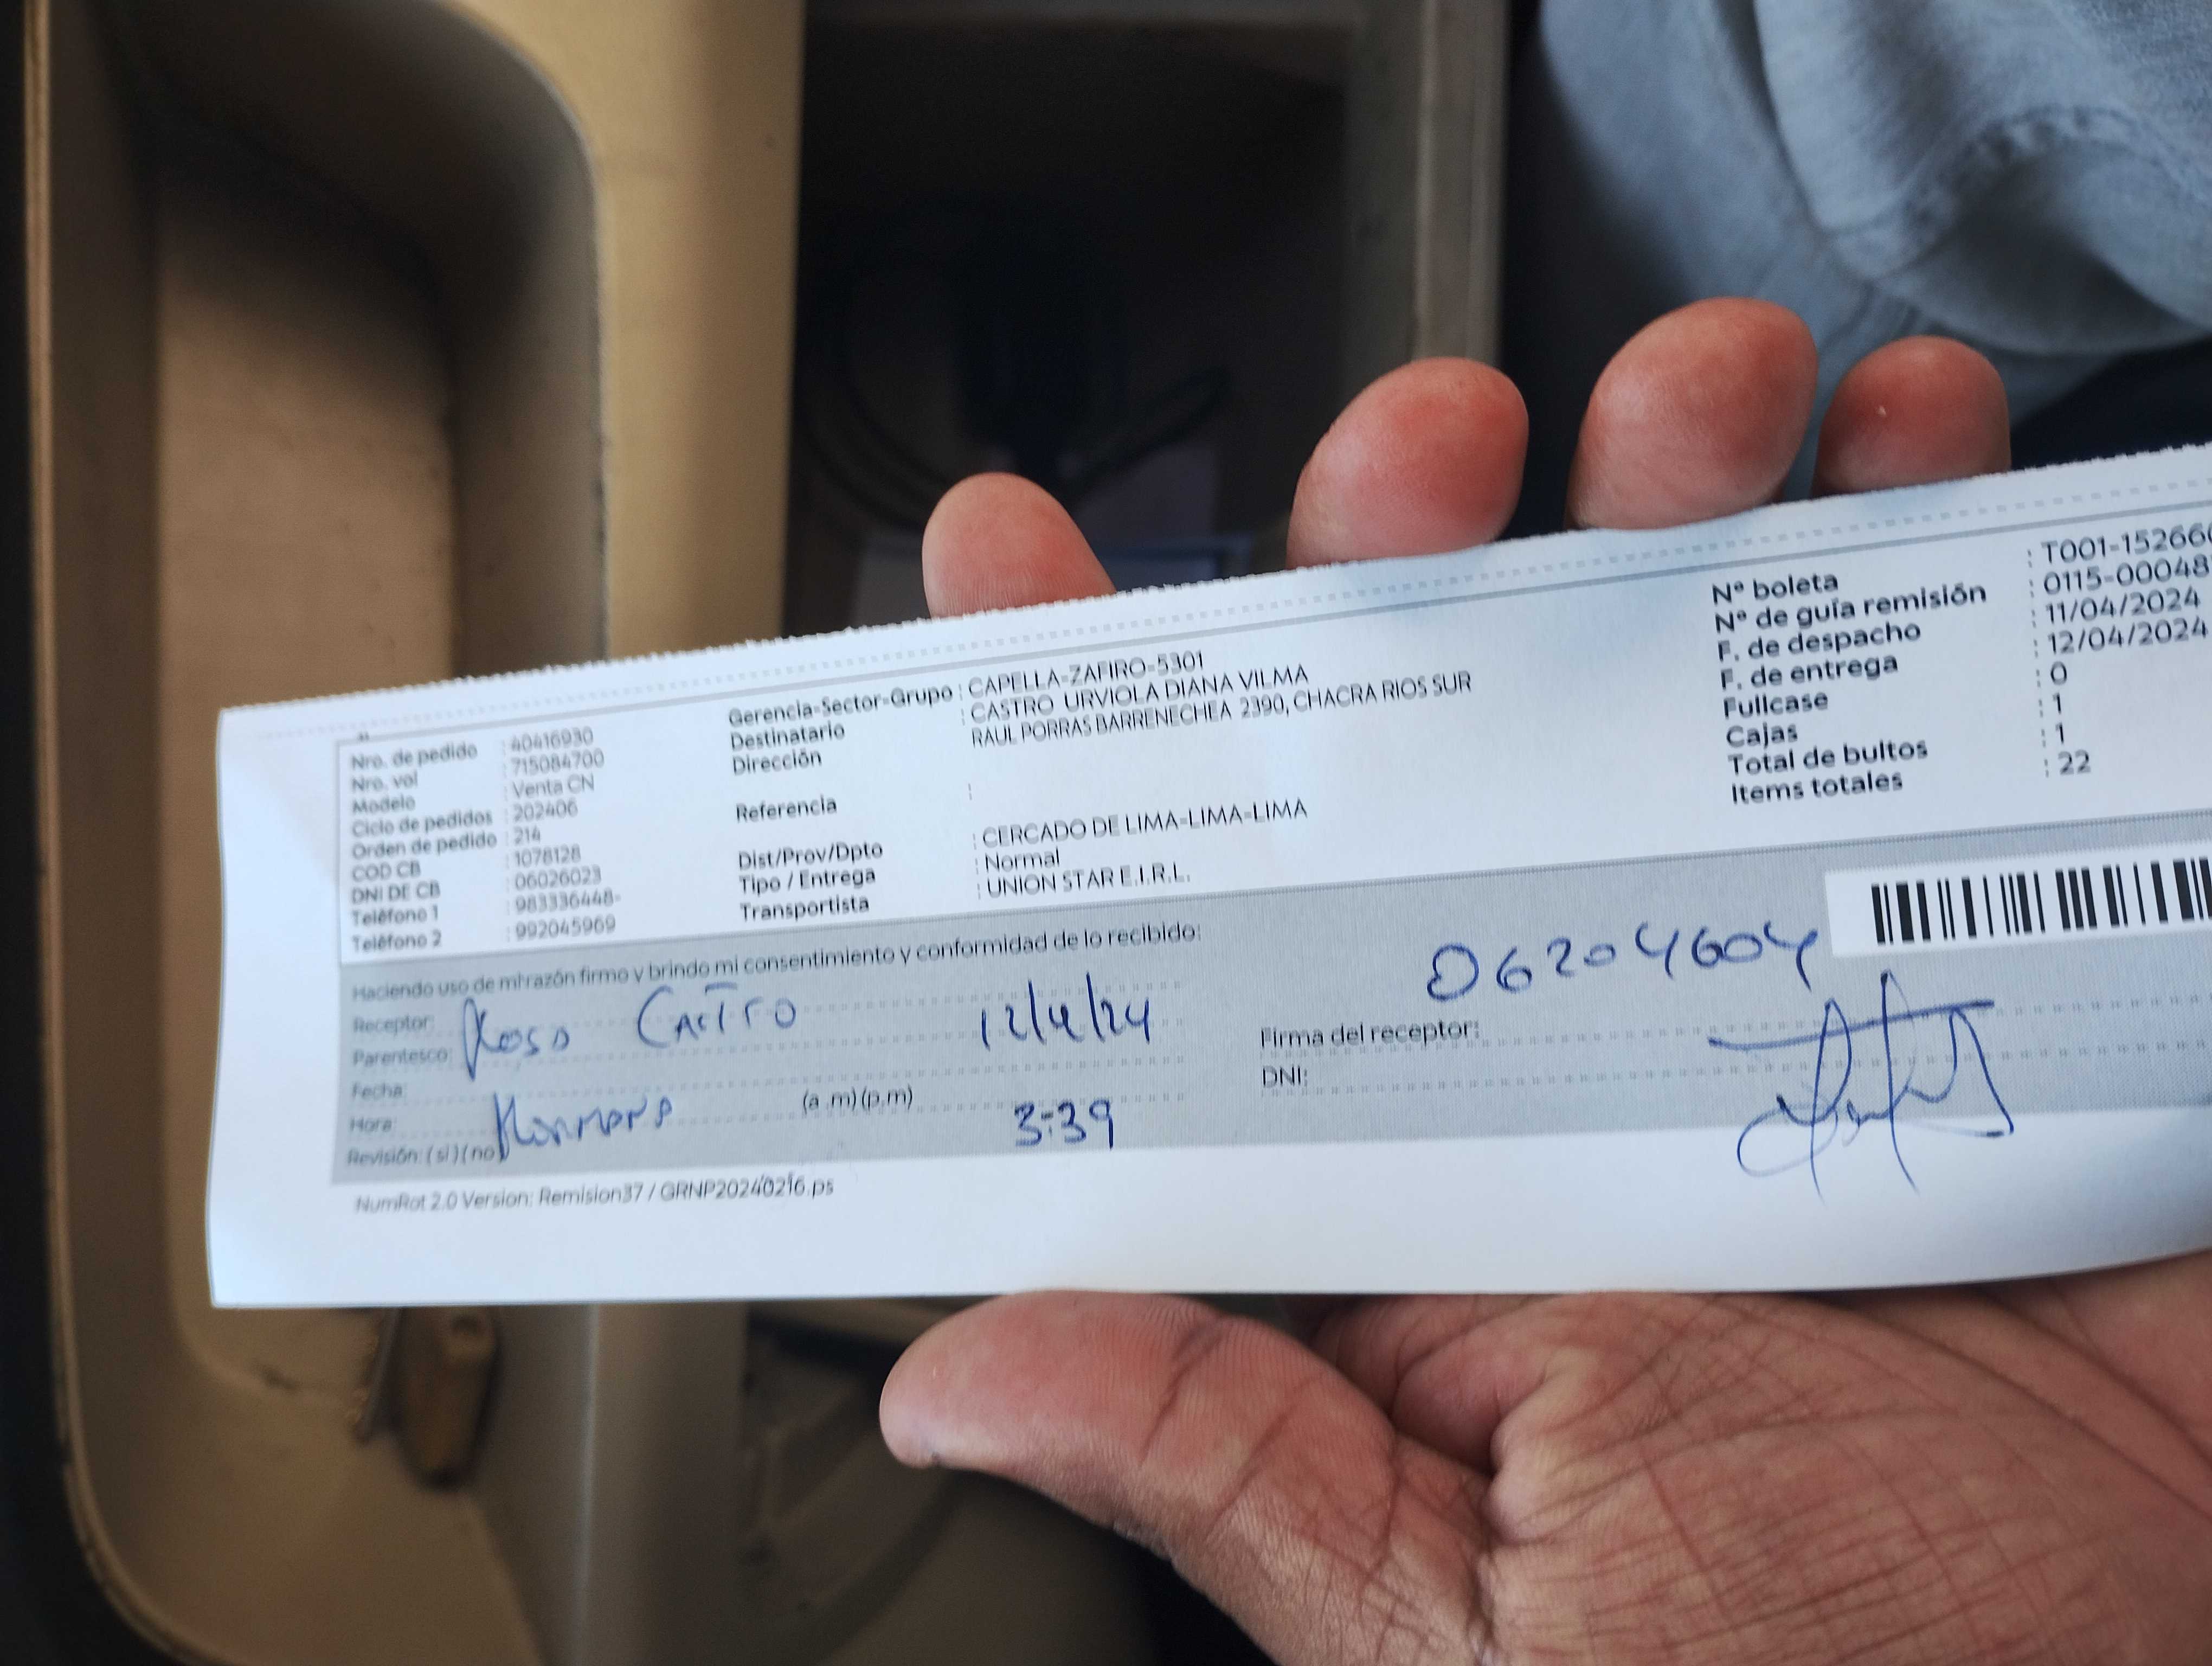 Nro. de pedido : 40416930
Nro. vol : 715084700
Modelo : Venta CN
Ciclo de pedidos : 202406
Orden de pedido : 214
COD CB : 1078128
DNI DE CB : 06026023
Teléfono 1 : 983336448-
Teléfono 2 : 992045969
Gerencia-Sector-Grupo : CAPELLA-ZAFIRO-5301
Destinatario : CASTRO URVIOLA DIANA VILMA
Dirección : RAUL PORRAS BARRENECHEA 2390, CHACRA RIOS SUR
Referencia :
Dist/Prov/Dpto : CERCADO DE LIMA-LIMA-LIMA
Tipo / Entrega : Normal
Transportista : UNION STAR E.I.R.L.
Nº boleta : T001-15266
Nº de guía remisión : 0115-00048
F. de despacho : 11/04/2024
F. de entrega : 12/04/2024
Fullcase : 0
Cajas : 1
Total de bultos : 1
Items totales : 22
Haciendo uso de mi razón firmo y brindo mi consentimiento y conformidad de lo recibido:
Receptor: Rosa Castro 12/4/24
Parentesco:
Fecha:
Hora: Hermana (a.m) (p.m) 3:39
Revisión: (si) (no)
06204604
Firma del receptor:
DNI:
NumRot 2.0 Version: Remision37 / GRNP20240216.ps